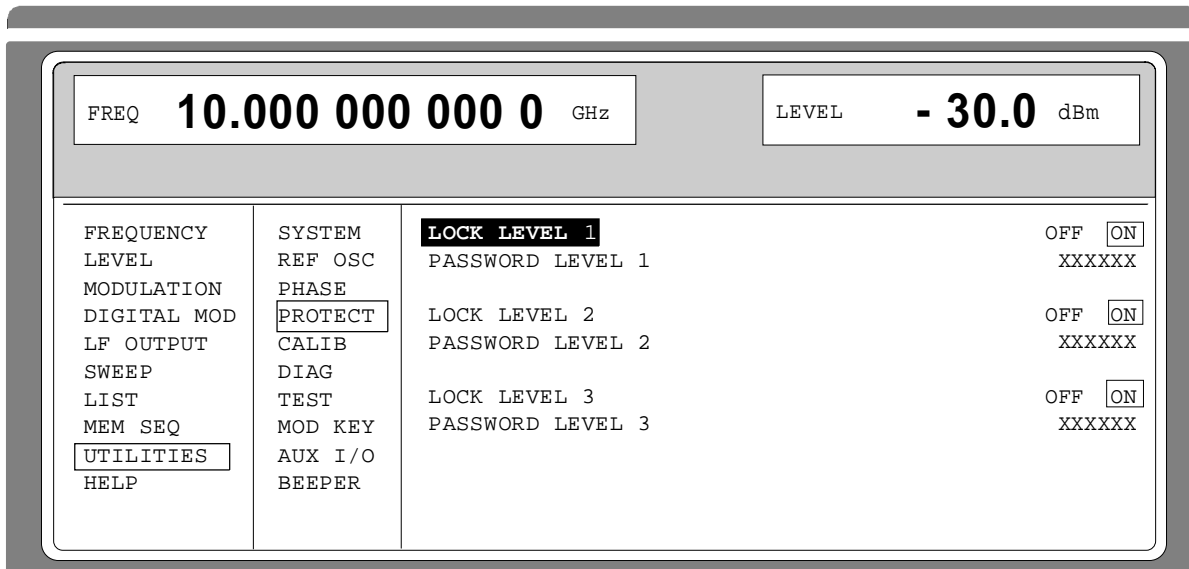 FREQ 10.000 000 000 0 GHz LEVEL - 30.0 dBm
FREQUENCY SYSTEM LOCK LEVEL 1 OFF ON
LEVEL REF OSC PASSWORD LEVEL 1 XXXXXX
MODULATION PHASE
DIGITAL MOD PROTECT LOCK LEVEL 2 OFF ON
LF OUTPUT CALIB PASSWORD LEVEL 2 XXXXXX
SWEEP DIAG
LIST TEST LOCK LEVEL 3 OFF ON
MEM SEQ MOD KEY PASSWORD LEVEL 3 XXXXXX
UTILITIES AUX I/O
HELP BEEPER